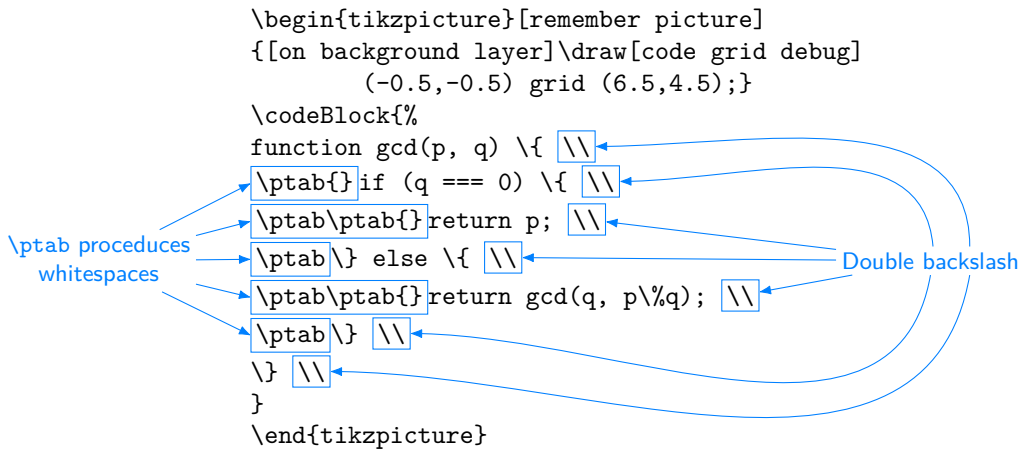 \begin{tikzpicture}[remember picture]
{[on background layer]\draw[code grid debug]
(-0.5,-0.5) grid (6.5,4.5);}
\codeBlock{%
function gcd(p, q) \{ \\
\ptab{}if (q === 0) \{ \\
\ptab\ptab{}return p; \\
\ptab\} else \{ \\
\ptab\ptab{}return gcd(q, p\%q); \\
\ptab\} \\
\} \\
}
\end{tikzpicture}
\ptab proceduces
whitespaces
Double backslash